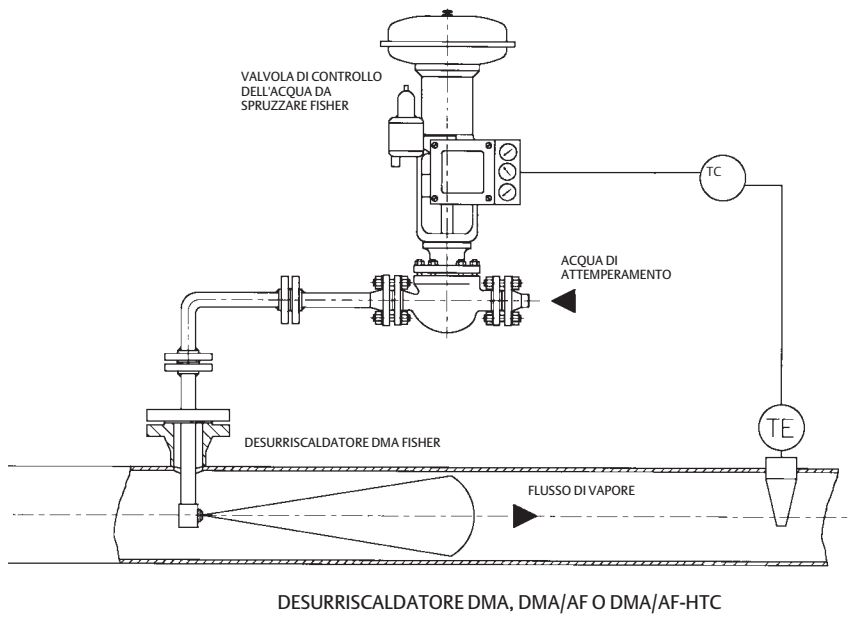 VALVOLA DI CONTROLLO
DELL'ACQUA DA
SPRUZZARE FISHER
TC
ACQUA DI
ATTEMPERAMENTO
TE
DESURRISCALDATORE DMA FISHER
FLUSSO DI VAPORE
DESURRISCALDATORE DMA, DMA/AF O DMA/AF-HTC